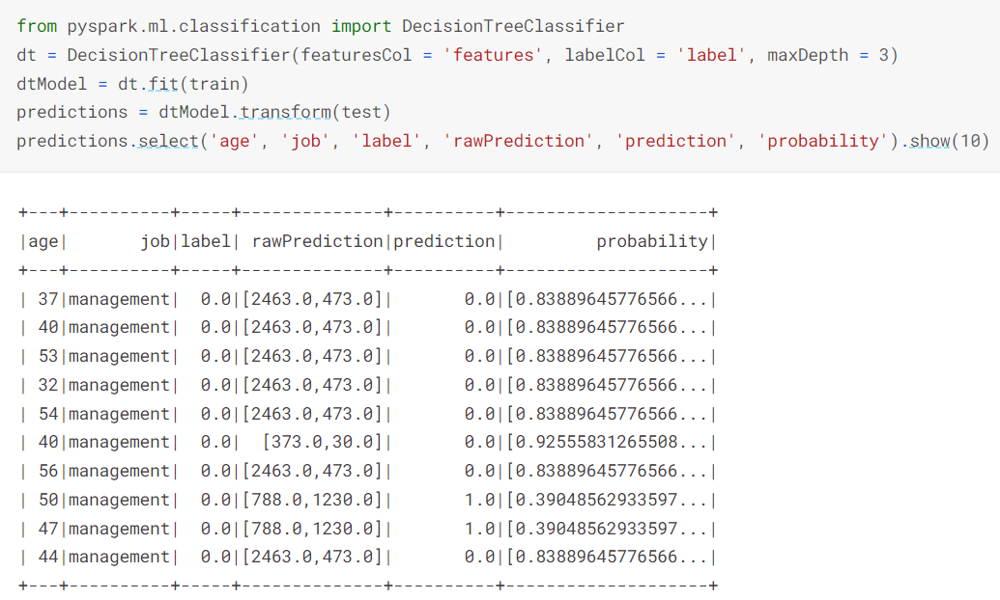 from pyspark.ml.classification import DecisionTreeClassifier
dt = DecisionTreeClassifier(featuresCol = 'features', labelCol = 'label', maxDepth = 3)
dtModel = dt.fit(train)
predictions = dtModel.transform(test)
predictions.select('age', 'job', 'label', 'rawPrediction', 'prediction', 'probability').show(10)
+---+----------+-----+--------------+----------+--------------------+
|age|       job|label| rawPrediction|prediction|         probability|
+---+----------+-----+--------------+----------+--------------------+
| 37|management|  0.0|[2463.0,473.0]|       0.0|[0.83889645776566...|
| 40|management|  0.0|[2463.0,473.0]|       0.0|[0.83889645776566...|
| 53|management|  0.0|[2463.0,473.0]|       0.0|[0.83889645776566...|
| 32|management|  0.0|[2463.0,473.0]|       0.0|[0.83889645776566...|
| 54|management|  0.0|[2463.0,473.0]|       0.0|[0.83889645776566...|
| 40|management|  0.0|  [373.0,30.0]|       0.0|[0.92555831265508...|
| 56|management|  0.0|[2463.0,473.0]|       0.0|[0.83889645776566...|
| 50|management|  0.0|[788.0,1230.0]|       1.0|[0.39048562933597...|
| 47|management|  0.0|[788.0,1230.0]|       1.0|[0.39048562933597...|
| 44|management|  0.0|[2463.0,473.0]|       0.0|[0.83889645776566...|
+---+----------+-----+--------------+----------+--------------------+